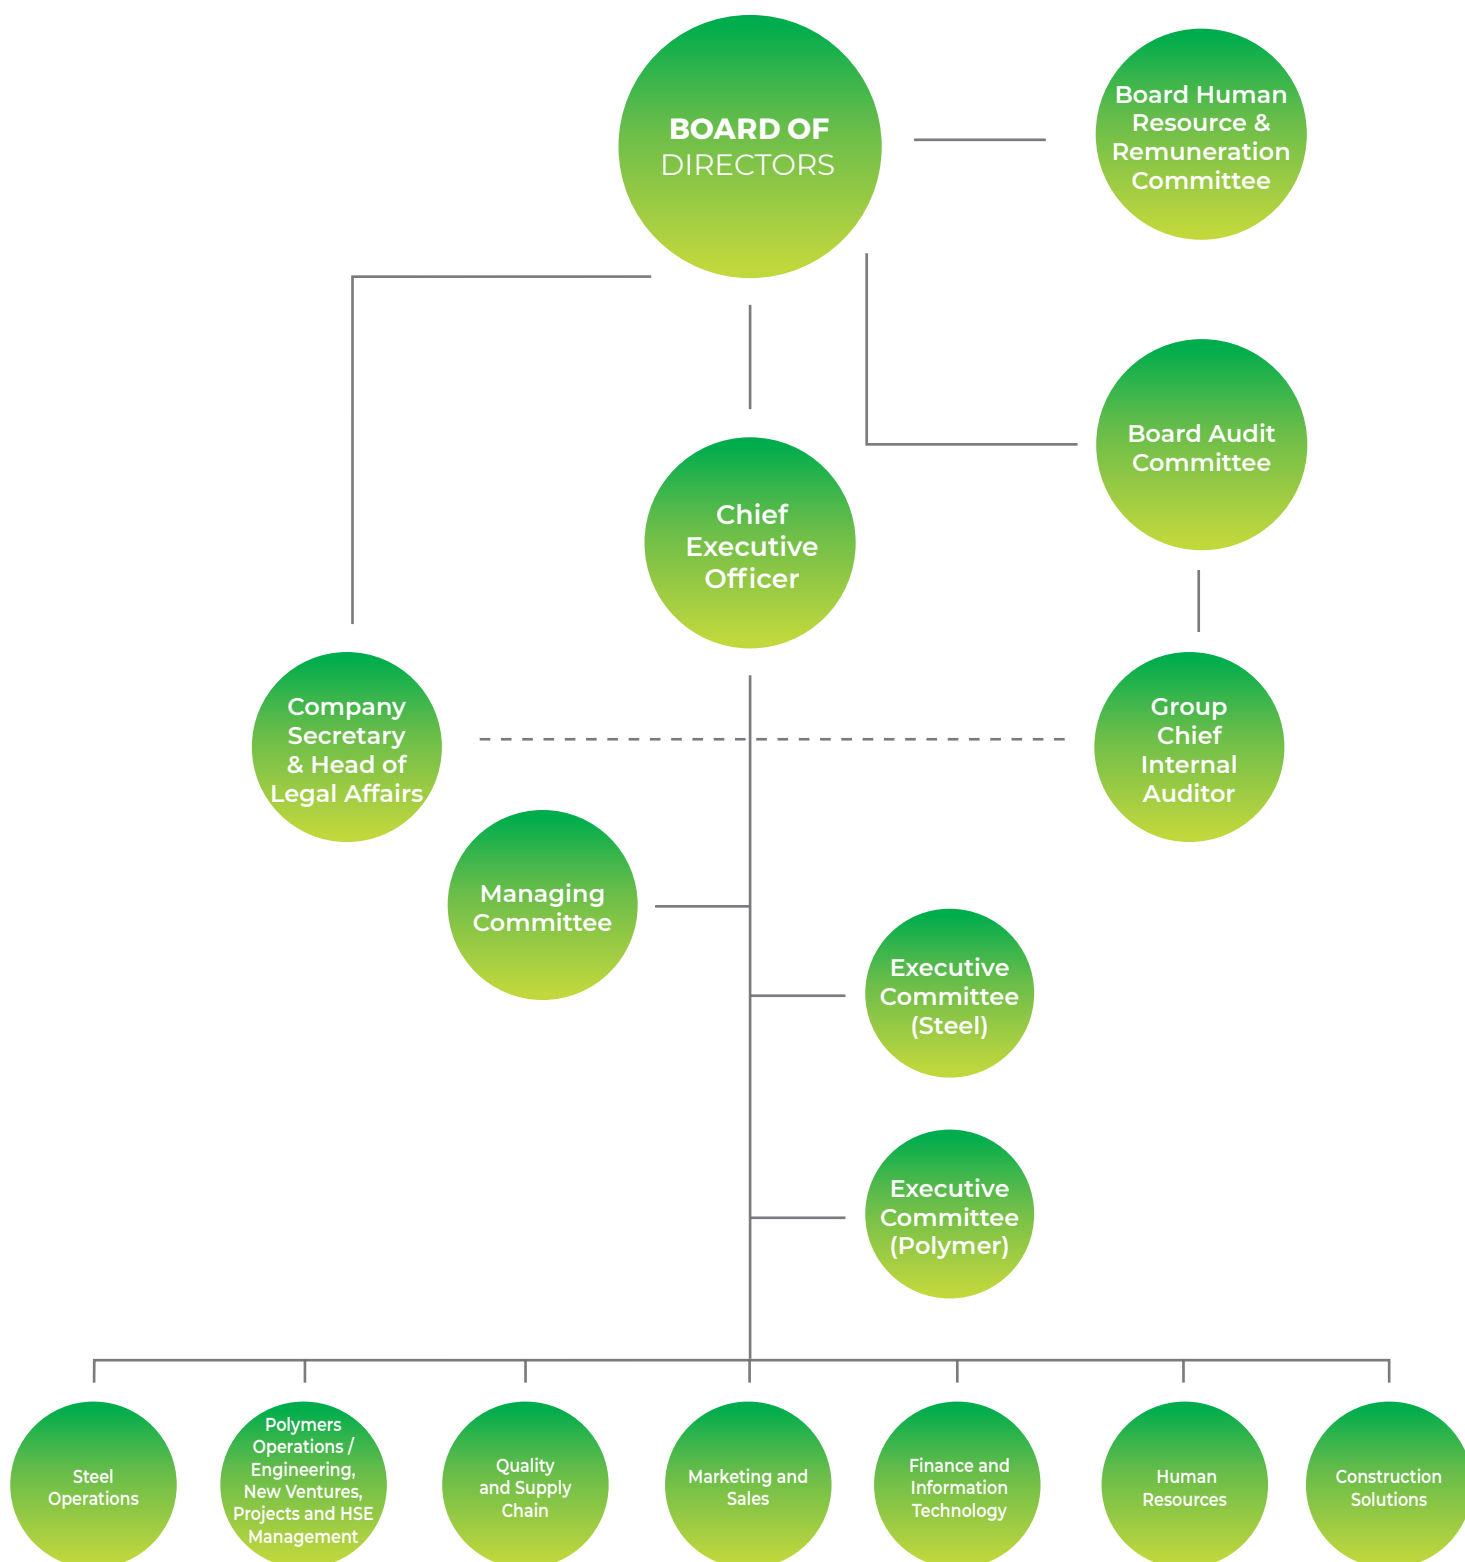 BOARD OF
DIRECTORS
Board Human
Resource &
Remuneration
Committee
Board Audit
Committee
Chief
Executive
Officer
Company
Secretary
& Head of
Legal Affairs
Group
Chief
Internal
Auditor
Managing
Committee
Executive
Committee
(Steel)
Executive
Committee
(Polymer)
Steel
Operations
Polymers
Operations /
Engineering,
New Ventures,
Projects and HSE
Management
Quality
and Supply
Chain
Marketing and
Sales
Finance and
Information
Technology
Human
Resources
Construction
Solutions